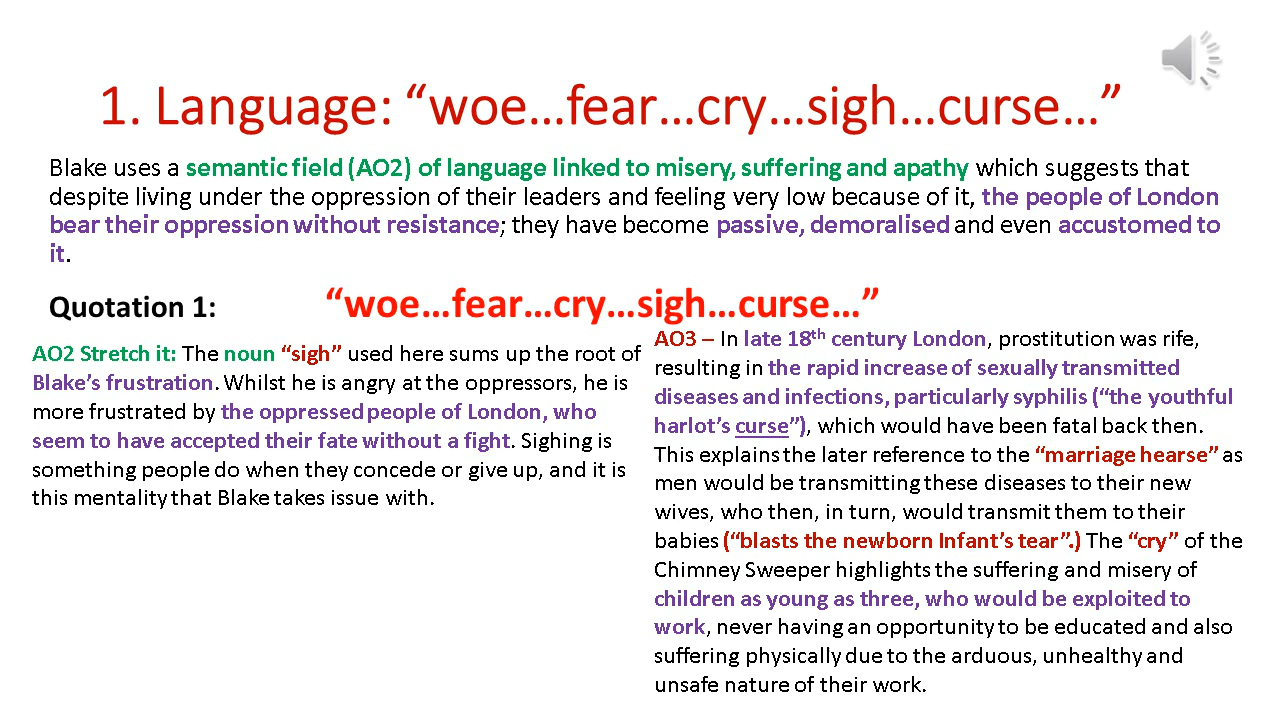 1. Language: “woe…fear…cry…sigh…curse…”
Blake uses a semantic field (AO2) of language linked to misery, suffering and apathy which suggests that
despite living under the oppression of their leaders and feeling very low because of it, the people of London
bear their oppression without resistance; they have become passive, demoralised and even accustomed to
it.
Quotation 1: “woe…fear…cry…sigh…curse…”
AO2 Stretch it: The noun “sigh” used here sums up the root of
Blake’s frustration. Whilst he is angry at the oppressors, he is
more frustrated by the oppressed people of London, who
seem to have accepted their fate without a fight. Sighing is
something people do when they concede or give up, and it is
this mentality that Blake takes issue with.
AO3 – In late 18th century London, prostitution was rife,
resulting in the rapid increase of sexually transmitted
diseases and infections, particularly syphilis (“the youthful
harlot’s curse”), which would have been fatal back then.
This explains the later reference to the “marriage hearse” as
men would be transmitting these diseases to their new
wives, who then, in turn, would transmit them to their
babies (“blasts the newborn Infant’s tear”.) The “cry” of the
Chimney Sweeper highlights the suffering and misery of
children as young as three, who would be exploited to
work, never having an opportunity to be educated and also
suffering physically due to the arduous, unhealthy and
unsafe nature of their work.